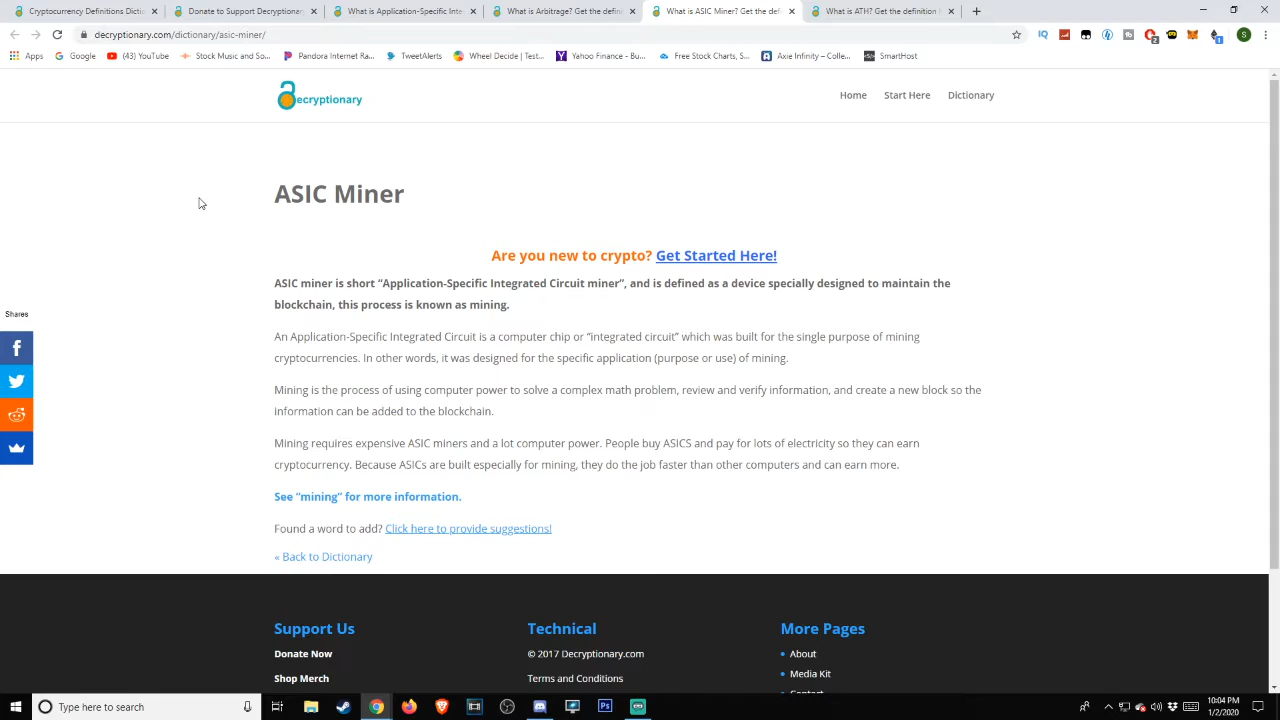 Cryptocurrency Definitions Dictic
Donate to Support Decryptionary
What is Application-Specific Inte
What is Arbitrage? Get the defini
What is ASIC Miner? Get the def
What is ATH? Get the definition
decryptionary.com/dictionary/asic-miner/
Apps
Google
(43) YouTube
Stock Music and So...
Pandora Internet Ra...
TweetAlerts
Wheel Decide | Test...
Yahoo Finance - Bu...
Free Stock Charts, S...
Axie Infinity – Colle...
SmartHost
ecryptionary
Home
Start Here
Dictionary
ASIC Miner
Are you new to crypto? Get Started Here!
ASIC miner is short “Application-Specific Integrated Circuit miner”, and is defined as a device specially designed to maintain the
blockchain, this process is known as mining.
An Application-Specific Integrated Circuit is a computer chip or “integrated circuit” which was built for the single purpose of mining
cryptocurrencies. In other words, it was designed for the specific application (purpose or use) of mining.
Mining is the process of using computer power to solve a complex math problem, review and verify information, and create a new block so the
information can be added to the blockchain.
Mining requires expensive ASIC miners and a lot computer power. People buy ASICS and pay for lots of electricity so they can earn
cryptocurrency. Because ASICs are built especially for mining, they do the job faster than other computers and can earn more.
See “mining” for more information.
Found a word to add? Click here to provide suggestions!
« Back to Dictionary
Shares
Support Us
Donate Now
Shop Merch
Technical
© 2017 Decryptionary.com
Terms and Conditions
More Pages
About
Media Kit
Contact
Type here to search
10:04 PM
1/2/2020